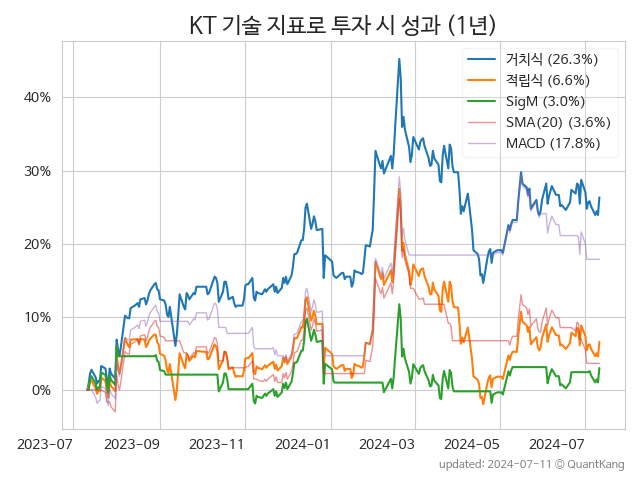 KT 기술 지표로 투자 시 성과 (1년)
거치식 (26.3%)
적립식 (6.6%)
SigM (3.0%)
SMA(20) (3.6%)
MACD (17.8%)
40%
30%
20%
10%
0%
2023-07 2023-09 2023-11 2024-01 2024-03 2024-05 2024-07
updated: 2024-07-11 © QuantKang